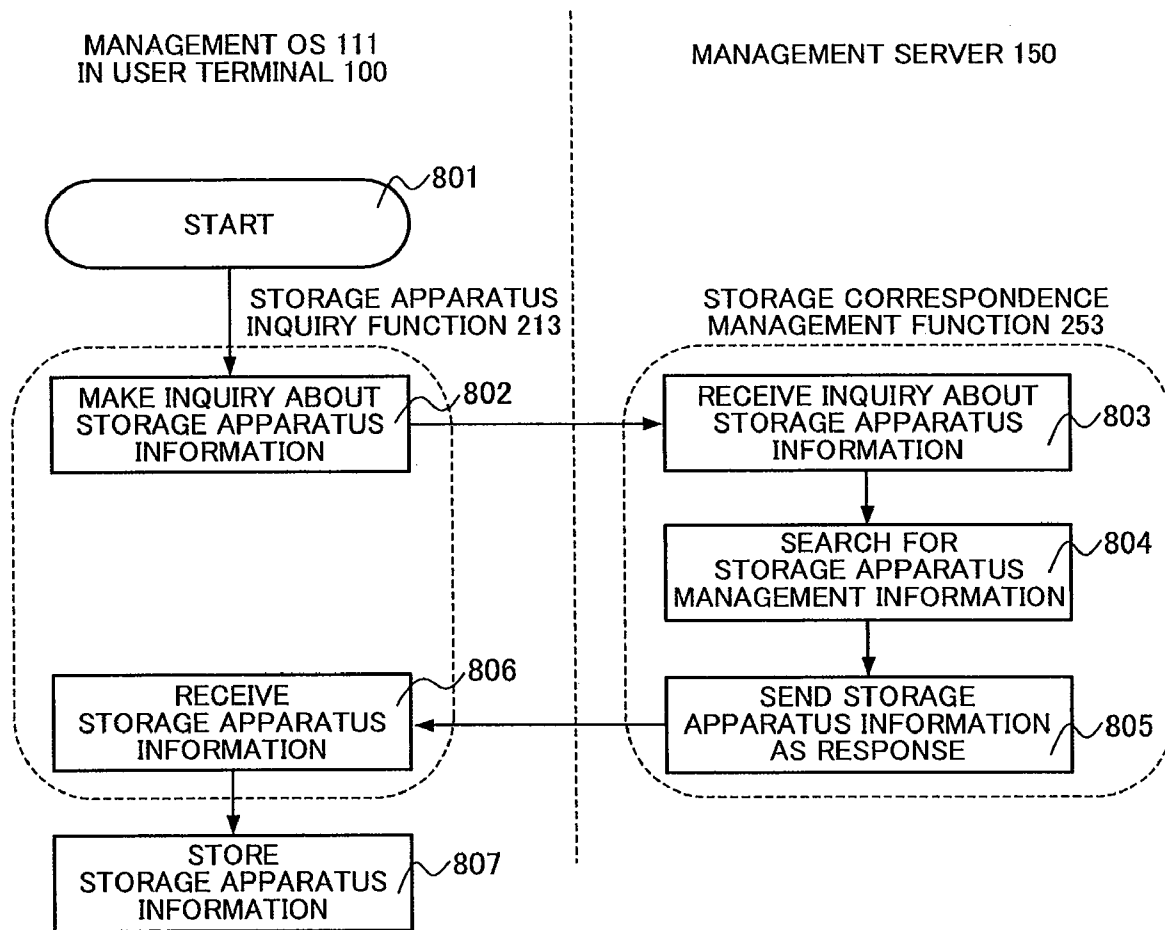 MANAGEMENT OS 111
IN USER TERMINAL 100
MANAGEMENT SERVER 150
801
START
STORAGE APPARATUS
INQUIRY FUNCTION 213
STORAGE CORRESPONDENCE
MANAGEMENT FUNCTION 253
MAKE INQUIRY ABOUT
STORAGE APPARATUS
INFORMATION
802
RECEIVE INQUIRY ABOUT
STORAGE APPARATUS
INFORMATION
803
SEARCH FOR
STORAGE APPARATUS
MANAGEMENT INFORMATION
804
SEND STORAGE
APPARATUS INFORMATION
AS RESPONSE
805
RECEIVE
STORAGE APPARATUS
INFORMATION
806
STORE
STORAGE APPARATUS
INFORMATION
807